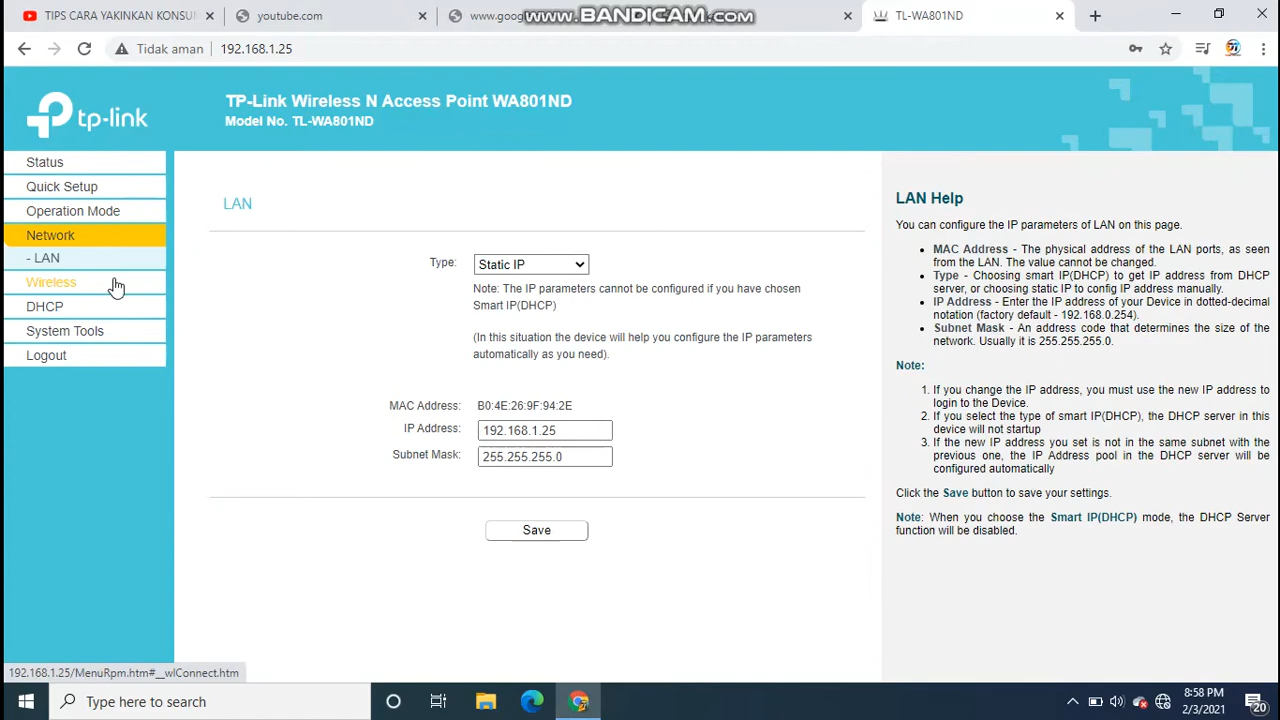 TIPS CARA YAKINKAN KONSU
youtube.com
www.goog
TL-WA801ND
www.BANDICAM.com
Tidak aman
192.168.1.25
tp-link
TP-Link Wireless N Access Point WA801ND
Model No. TL-WA801ND
Status
Quick Setup
Operation Mode
Network
- LAN
Wireless
DHCP
System Tools
Logout
LAN
Type:
Static IP
Note: The IP parameters cannot be configured if you have chosen
Smart IP(DHCP)
(In this situation the device will help you configure the IP parameters
automatically as you need).
MAC Address:
B0:4E:26:9F:94:2E
IP Address:
192.168.1.25
Subnet Mask:
255.255.255.0
Save
LAN Help
You can configure the IP parameters of LAN on this page.
• MAC Address - The physical address of the LAN ports, as seen
from the LAN. The value cannot be changed.
• Type - Choosing smart IP(DHCP) to get IP address from DHCP
server, or choosing static IP to config IP address manually.
• IP Address - Enter the IP address of your Device in dotted-decimal
notation (factory default - 192.168.0.254).
• Subnet Mask - An address code that determines the size of the
network. Usually it is 255.255.255.0.
Note:
1. If you change the IP address, you must use the new IP address to
login to the Device.
2. If you select the type of smart IP(DHCP), the DHCP server in this
device will not startup
3. If the new IP address you set is not in the same subnet with the
previous one, the IP Address pool in the DHCP server will be
configured automatically
Click the Save button to save your settings.
Note: When you choose the Smart IP(DHCP) mode, the DHCP Server
function will be disabled.
192.168.1.25/MenuRpm.htm#__wlConnect.htm
Type here to search
8:58 PM
2/3/2021
20